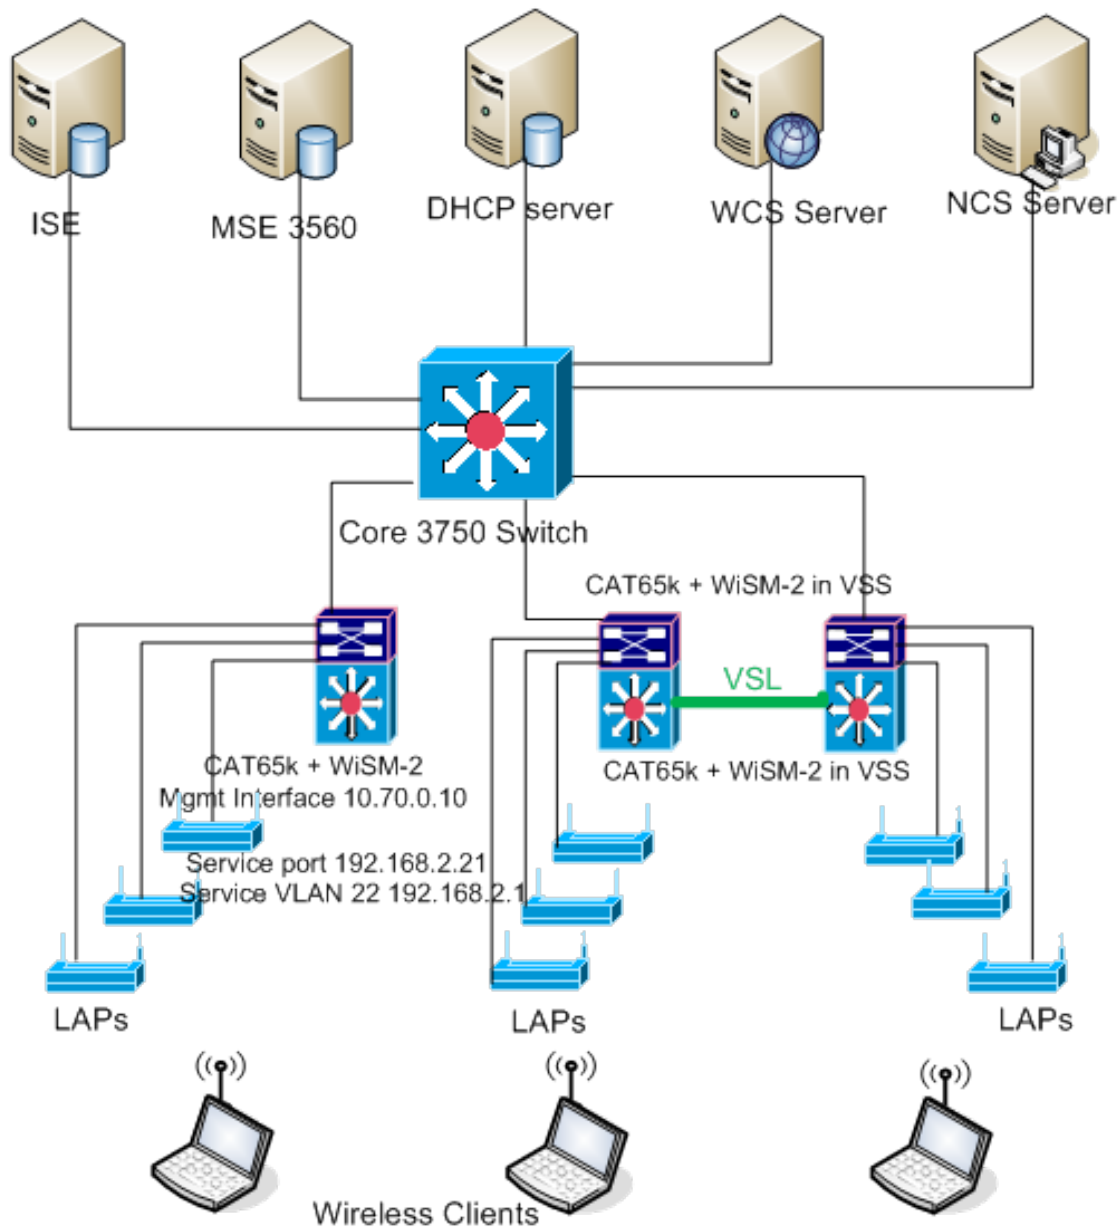 ISE
MSE 3560
DHCP server
WCS Server
NCS Server
Core 3750 Switch
CAT65k + WiSM-2 in VSS
VSL
CAT65k + WiSM-2
Mgmt Interface 10.70.0.10
CAT65k + WiSM-2 in VSS
Service port 192.168.2.21
Service VLAN 22 192.168.2.1
LAPs
LAPs
LAPs
Wireless Clients